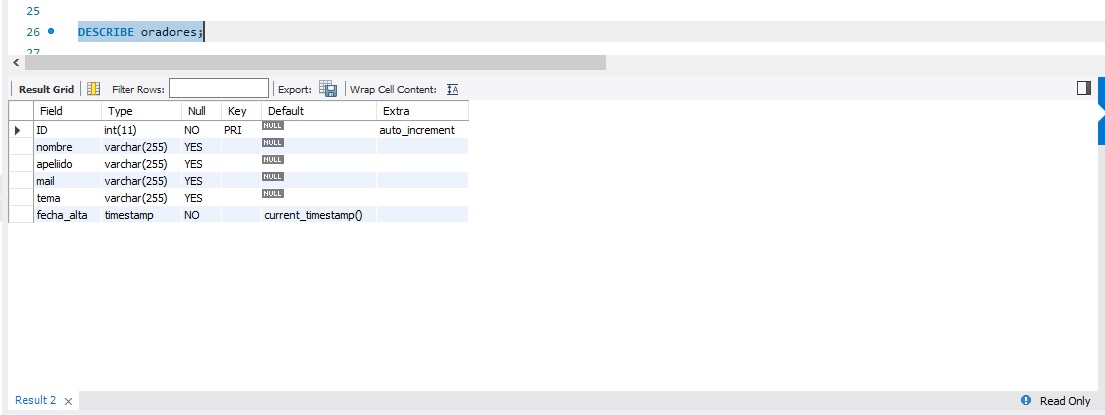 25
26 DESCRIBE oradores;
27
Result Grid Filter Rows: Export: Wrap Cell Content: IA
Field Type Null Key Default Extra
ID int(11) NO PRI NULL auto_increment
nombre varchar(255) YES NULL
apeliido varchar(255) YES NULL
mail varchar(255) YES NULL
tema varchar(255) YES NULL
fecha_alta timestamp NO current_timestamp()
Result 2 × Read Only